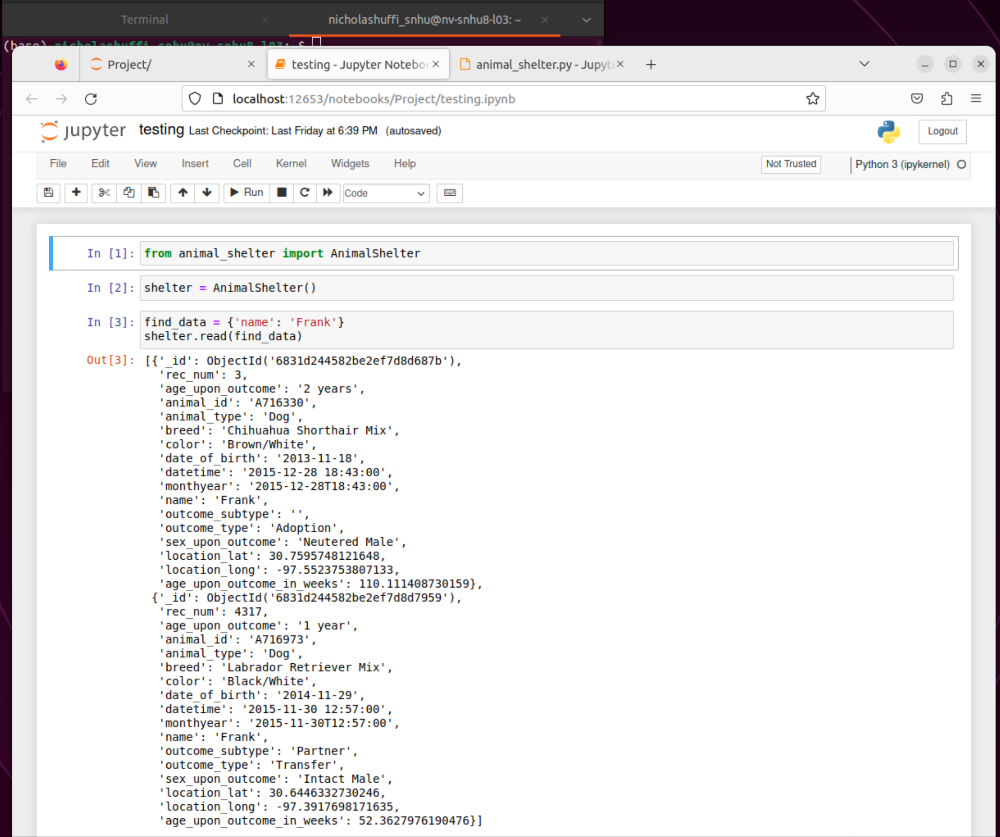 Terminal
nicholashuffi_snhu@nv-snhu8-l03: ~
(base) nicholashuffi_snhu@nv-snhu8-l03:~$
Project/
testing - Jupyter Noteboo
animal_shelter.py - Jupyt
localhost:12653/notebooks/Project/testing.ipynb
jupyter testing Last Checkpoint: Last Friday at 6:39 PM (autosaved)
Logout
File Edit View Insert Cell Kernel Widgets Help
Not Trusted
Python 3 (ipykernel)
Run
Code
In [1]: from animal_shelter import AnimalShelter
In [2]: shelter = AnimalShelter()
In [3]: find_data = {'name': 'Frank'}
shelter.read(find_data)
Out[3]: [{'_id': ObjectId('6831d244582be2ef7d8d687b'),
'rec_num': 3,
'age_upon_outcome': '2 years',
'animal_id': 'A716330',
'animal_type': 'Dog',
'breed': 'Chihuahua Shorthair Mix',
'color': 'Brown/White',
'date_of_birth': '2013-11-18',
'datetime': '2015-12-28 18:43:00',
'monthyear': '2015-12-28T18:43:00',
'name': 'Frank',
'outcome_subtype': '',
'outcome_type': 'Adoption',
'sex_upon_outcome': 'Neutered Male',
'location_lat': 30.7595748121648,
'location_long': -97.5523753807133,
'age_upon_outcome_in_weeks': 110.111408730159},
{'_id': ObjectId('6831d244582be2ef7d8d7959'),
'rec_num': 4317,
'age_upon_outcome': '1 year',
'animal_id': 'A716973',
'animal_type': 'Dog',
'breed': 'Labrador Retriever Mix',
'color': 'Black/White',
'date_of_birth': '2014-11-29',
'datetime': '2015-11-30 12:57:00',
'monthyear': '2015-11-30T12:57:00',
'name': 'Frank',
'outcome_subtype': 'Partner',
'outcome_type': 'Transfer',
'sex_upon_outcome': 'Intact Male',
'location_lat': 30.6446332730246,
'location_long': -97.3917698171635,
'age_upon_outcome_in_weeks': 52.3627976190476}]